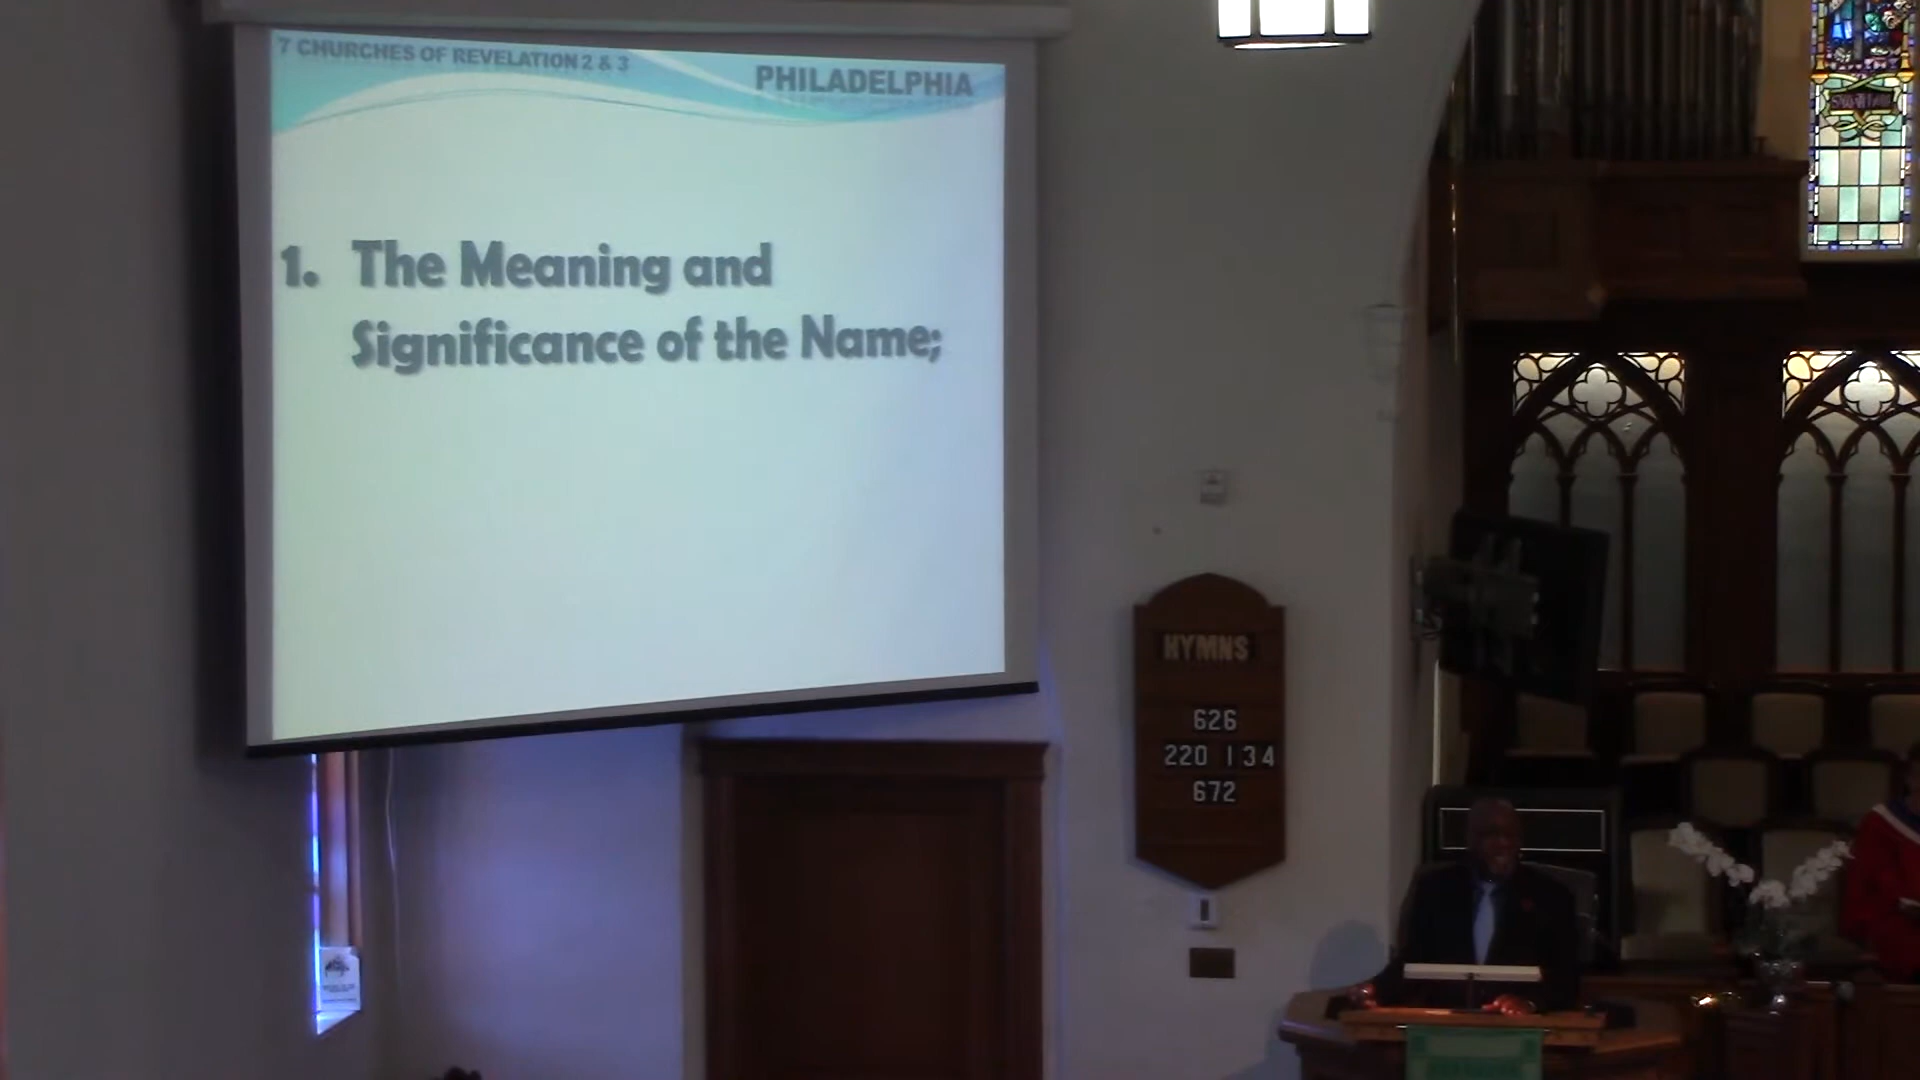 7 CHURCHES OF REVELATION 2 & 3
PHILADELPHIA
1. The Meaning and
Significance of the Name;
HYMNS
626
220 134
672